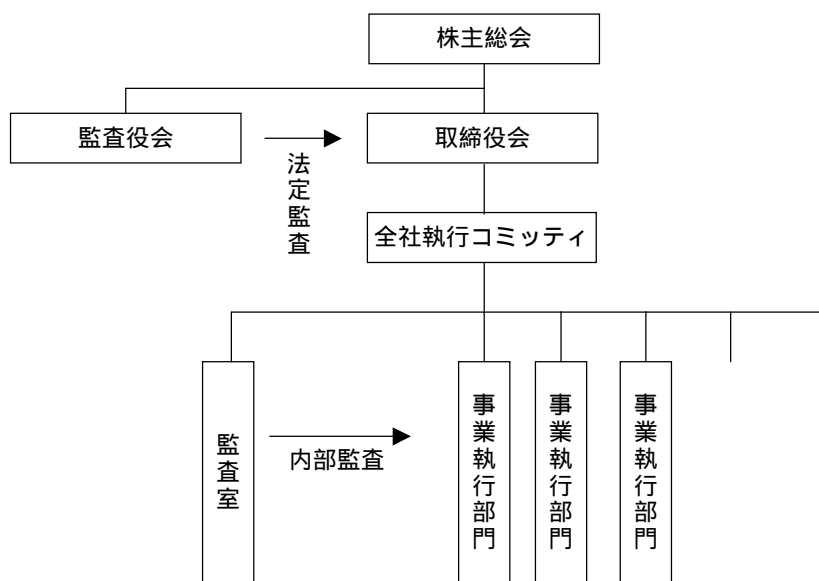 株主総会
監査役会
取締役会
法定監査
全社執行コミッティ
監査室
内部監査
事業執行部門
事業執行部門
事業執行部門